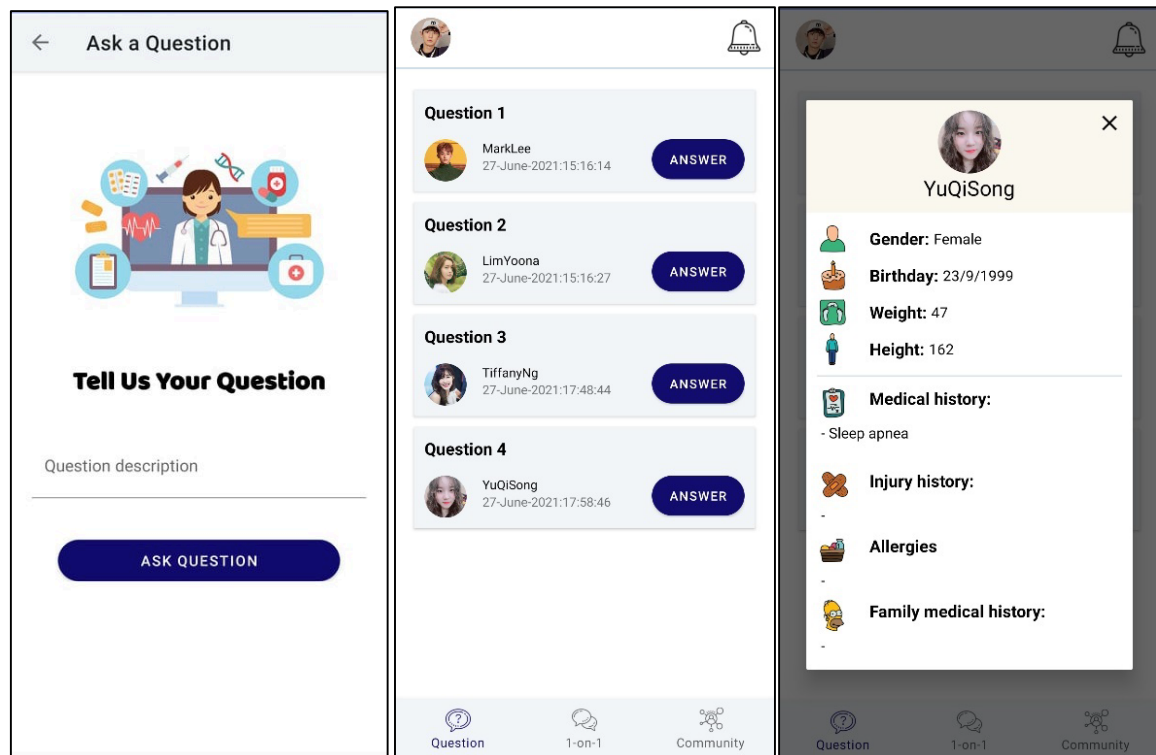 Ask a Question
Tell Us Your Question
Question description
ASK QUESTION
Question 1
MarkLee
27-June-2021:15:16:14
ANSWER
Question 2
LimYoona
27-June-2021:15:16:27
ANSWER
Question 3
TiffanyNg
27-June-2021:17:48:44
ANSWER
Question 4
YuQiSong
27-June-2021:17:58:46
ANSWER
Question
1-on-1
Community
YuQiSong
Gender: Female
Birthday: 23/9/1999
Weight: 47
Height: 162
Medical history:
- Sleep apnea
Injury history:
-
Allergies
-
Family medical history:
-
Question
1-on-1
Community